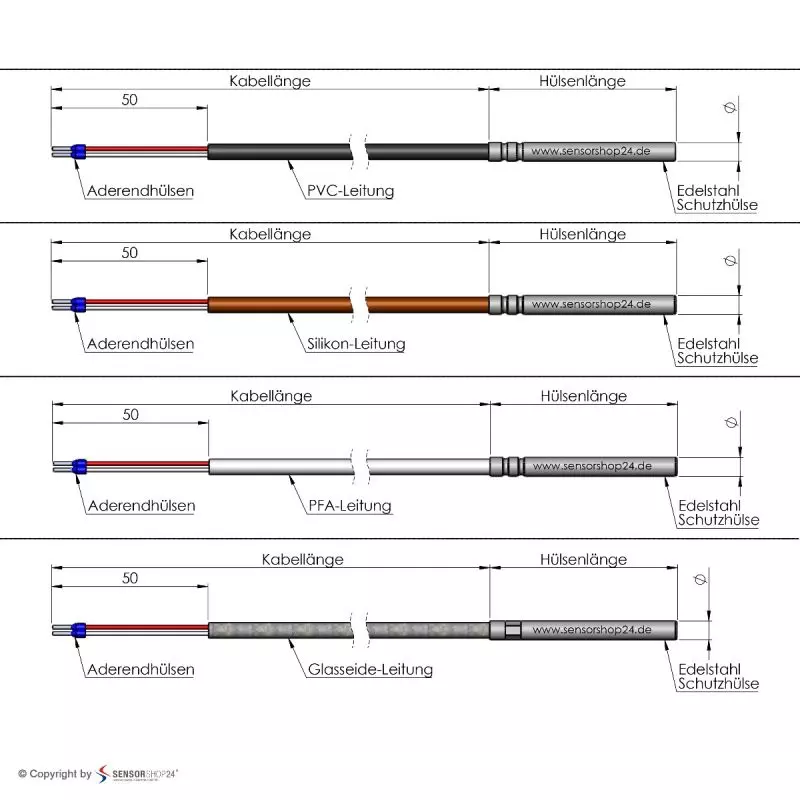 Kabellänge Hülsenlänge
50
Ø
www.sensorshop24.de
Aderendhülsen PVC-Leitung Edelstahl
Schutzhülse
Kabellänge Hülsenlänge
50
Ø
www.sensorshop24.de
Aderendhülsen Silikon-Leitung Edelstahl
Schutzhülse
Kabellänge Hülsenlänge
50
Ø
www.sensorshop24.de
Aderendhülsen PFA-Leitung Edelstahl
Schutzhülse
Kabellänge Hülsenlänge
50
Ø
www.sensorshop24.de
Aderendhülsen Glasseide-Leitung Edelstahl
Schutzhülse
© Copyright by SENSORSHOP24®